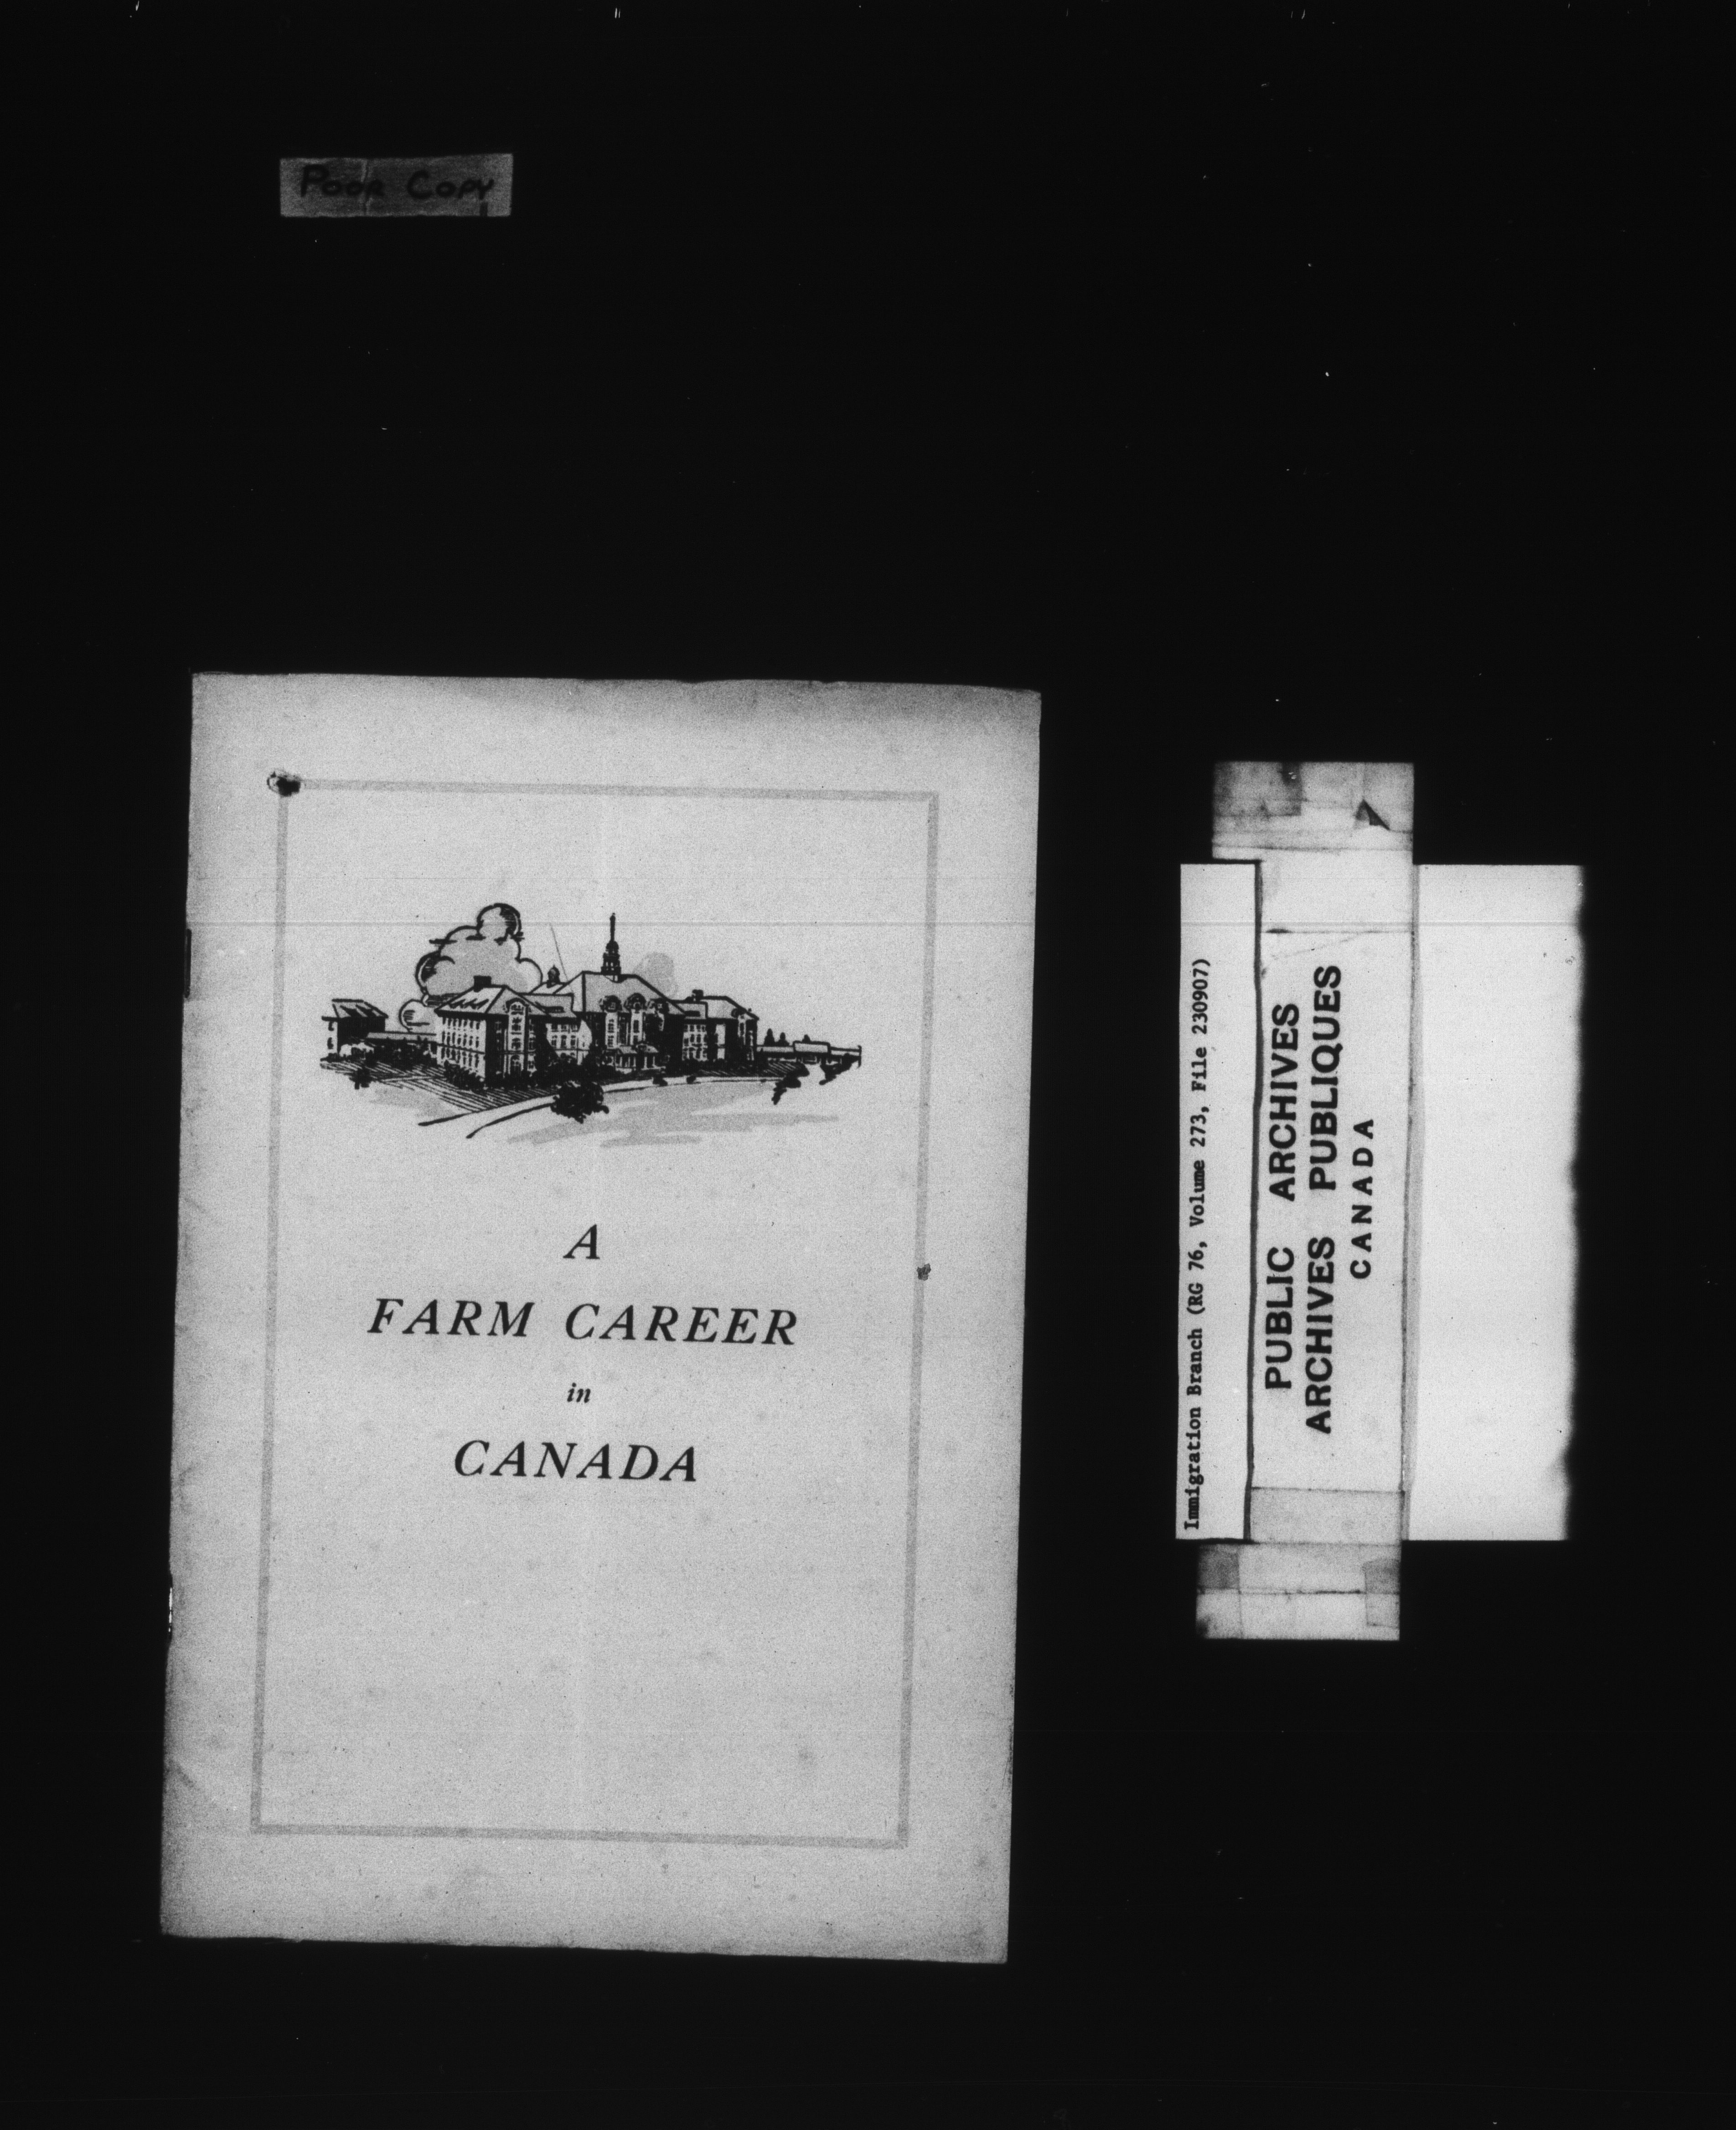 POOR COPY
A
FARM CAREER
in
CANADA
Immigration Branch (RG 76, Volume 273, File 230907)
PUBLIC ARCHIVES
ARCHIVES PUBLIQUES
CANADA